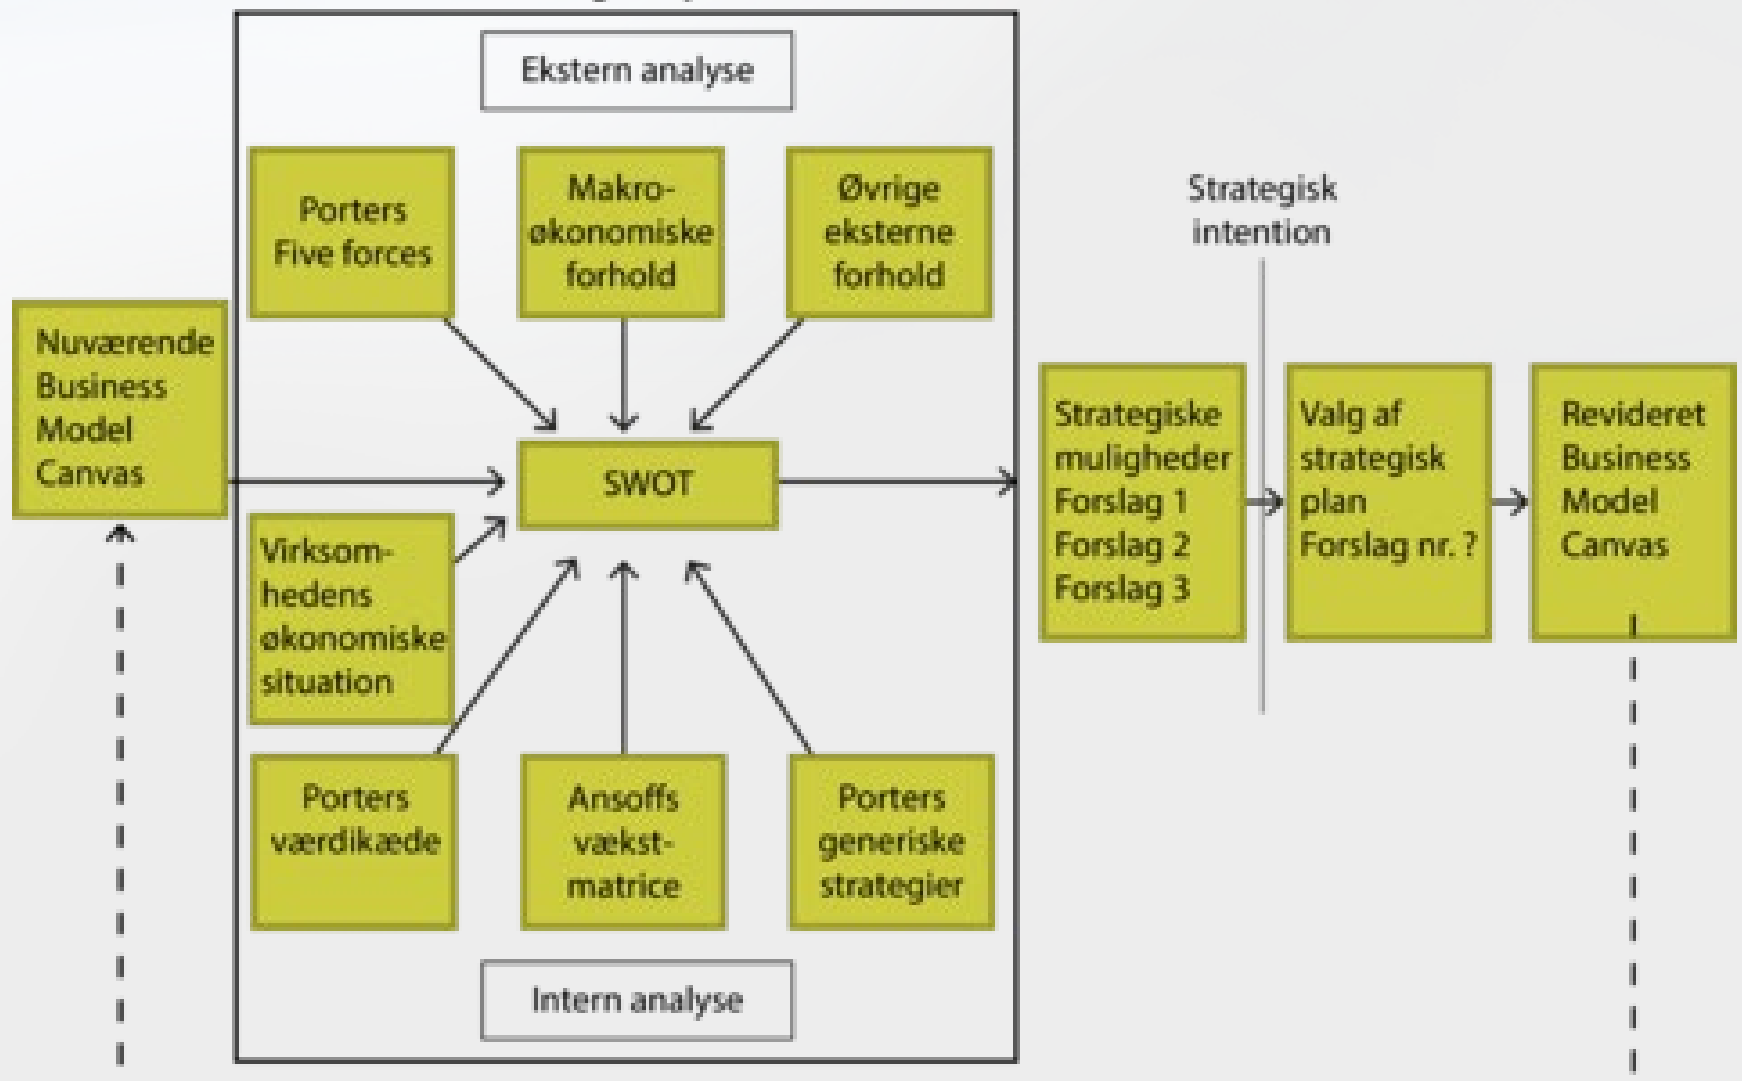 Ekstern analyse
Porters
Five forces
Makro-
økonomiske
forhold
Øvrige
eksterne
forhold
Strategisk
intention
Nuværende
Business
Model
Canvas
SWOT
Virksom-
hedens
økonomiske
situation
Strategiske
muligheder
Forslag 1
Forslag 2
Forslag 3
Valg af
strategisk
plan
Forslag nr. ?
Revideret
Business
Model
Canvas
Porters
værdikæde
Ansoffs
vækst-
matrice
Porters
generiske
strategier
Intern analyse